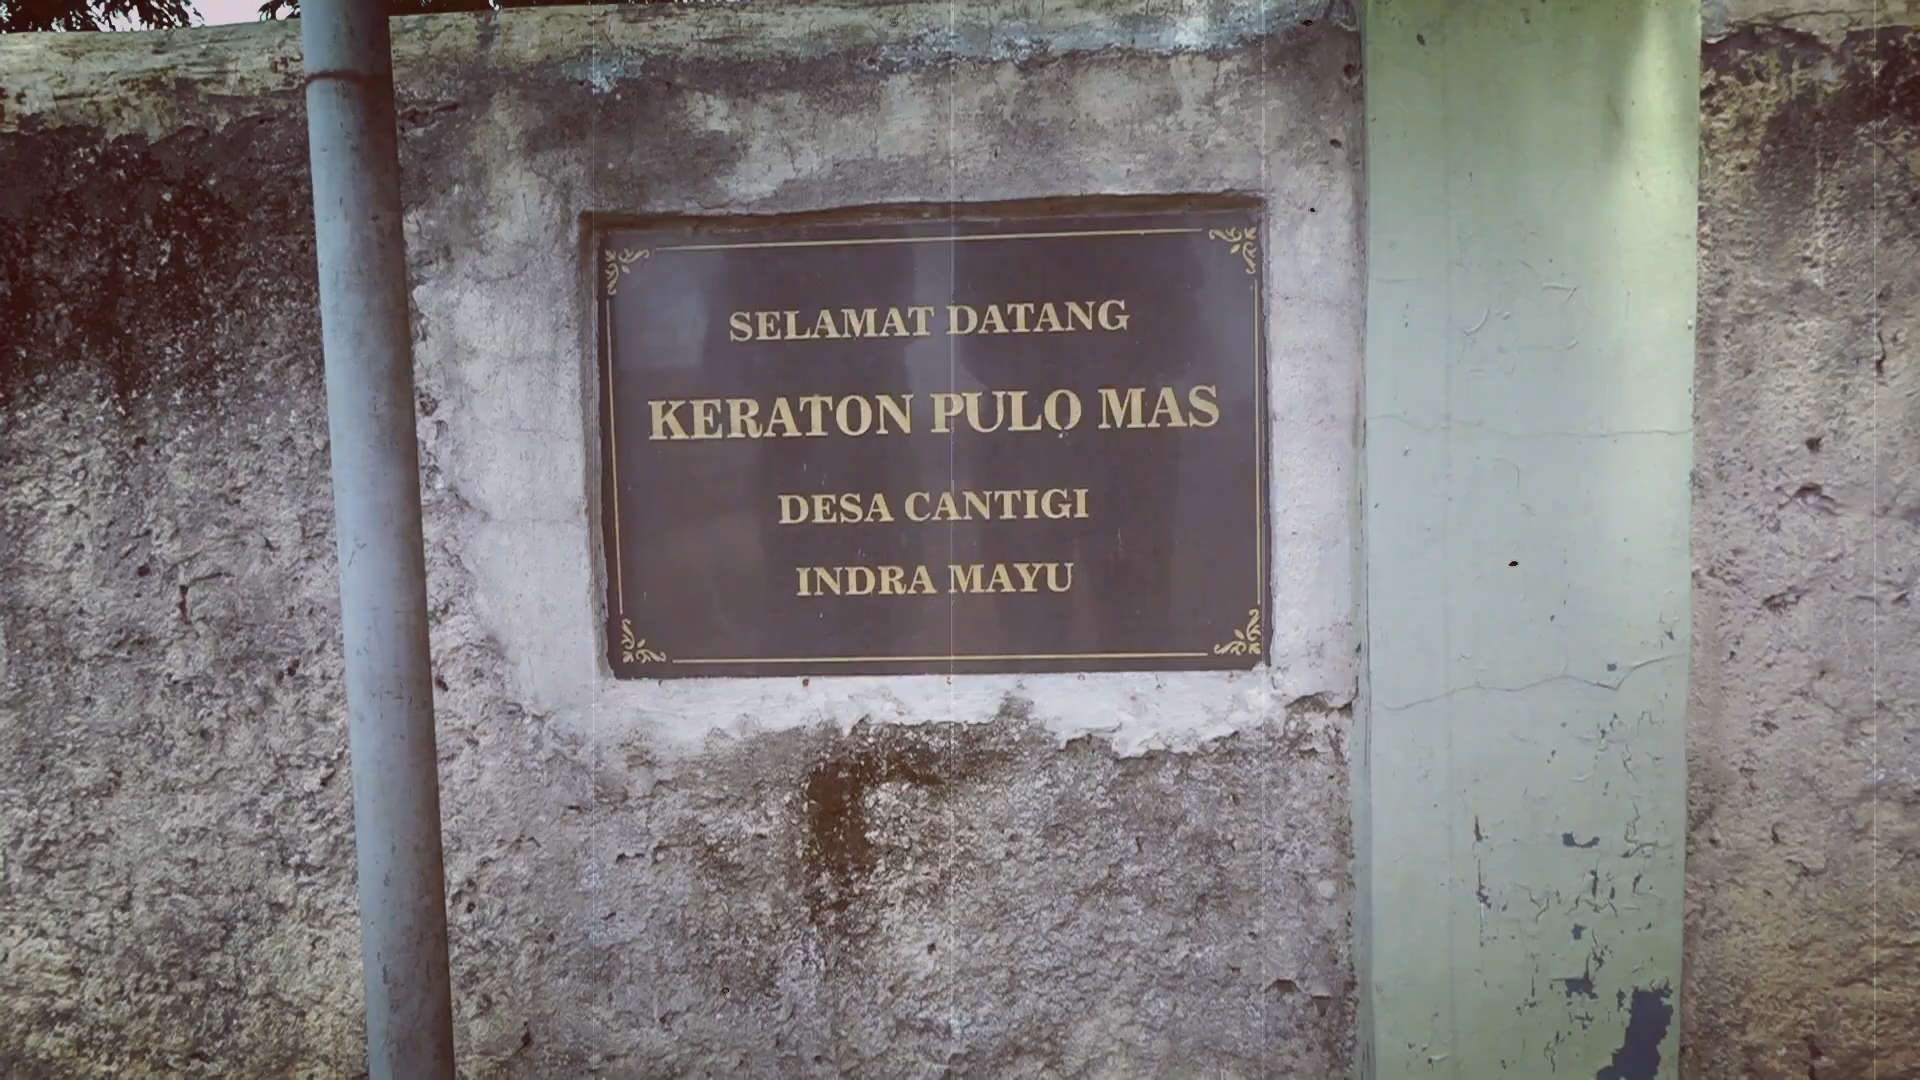 SELAMAT DATANG
KERATON PULO MAS
DESA CANTIGI
INDRA MAYU